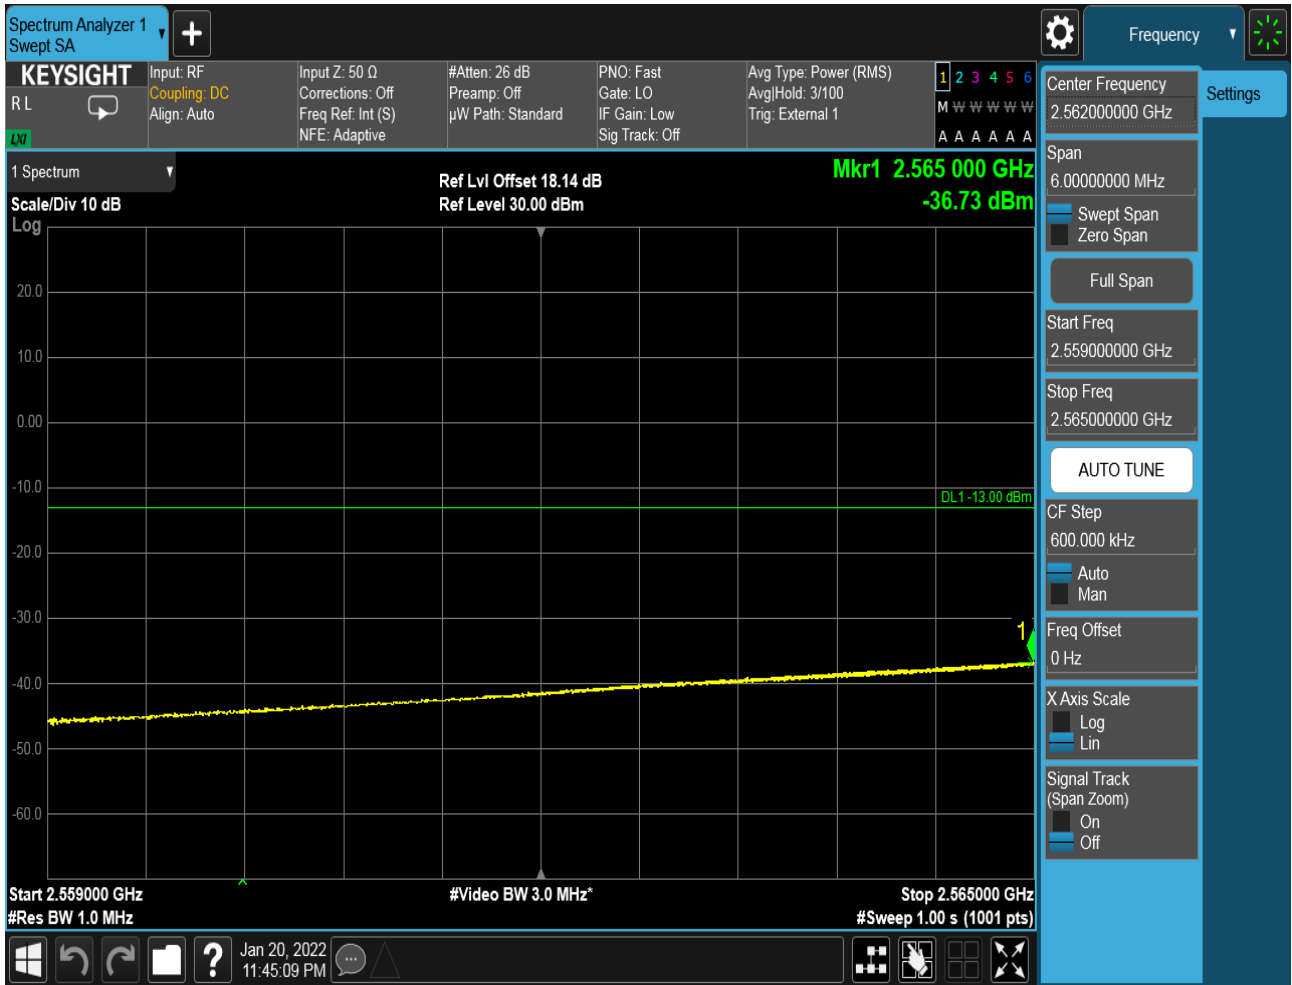 Spectrum Analyzer 1
Swept SA
Frequency
KEYSIGHT
R L
LXI
Input: RF
Coupling: DC
Align: Auto
Input Z: 50 Ω
Corrections: Off
Freq Ref: Int (S)
NFE: Adaptive
#Atten: 26 dB
Preamp: Off
µW Path: Standard
PNO: Fast
Gate: LO
IF Gain: Low
Sig Track: Off
Avg Type: Power (RMS)
Avg|Hold: 3/100
Trig: External 1
1 2 3 4 5 6
M W W W W W
A A A A A A
1 Spectrum
Scale/Div 10 dB
Log
Ref Lvl Offset 18.14 dB
Ref Level 30.00 dBm
Mkr1 2.565 000 GHz
-36.73 dBm
20.0
10.0
0.00
-10.0
-20.0
-30.0
-40.0
-50.0
-60.0
DL1 -13.00 dBm
1
Start 2.559000 GHz
#Res BW 1.0 MHz
#Video BW 3.0 MHz*
Stop 2.565000 GHz
#Sweep 1.00 s (1001 pts)
?
Jan 20, 2022
11:45:09 PM
Center Frequency
2.562000000 GHz
Settings
Span
6.00000000 MHz
Swept Span
Zero Span
Full Span
Start Freq
2.559000000 GHz
Stop Freq
2.565000000 GHz
AUTO TUNE
CF Step
600.000 kHz
Auto
Man
Freq Offset
0 Hz
X Axis Scale
Log
Lin
Signal Track
(Span Zoom)
On
Off